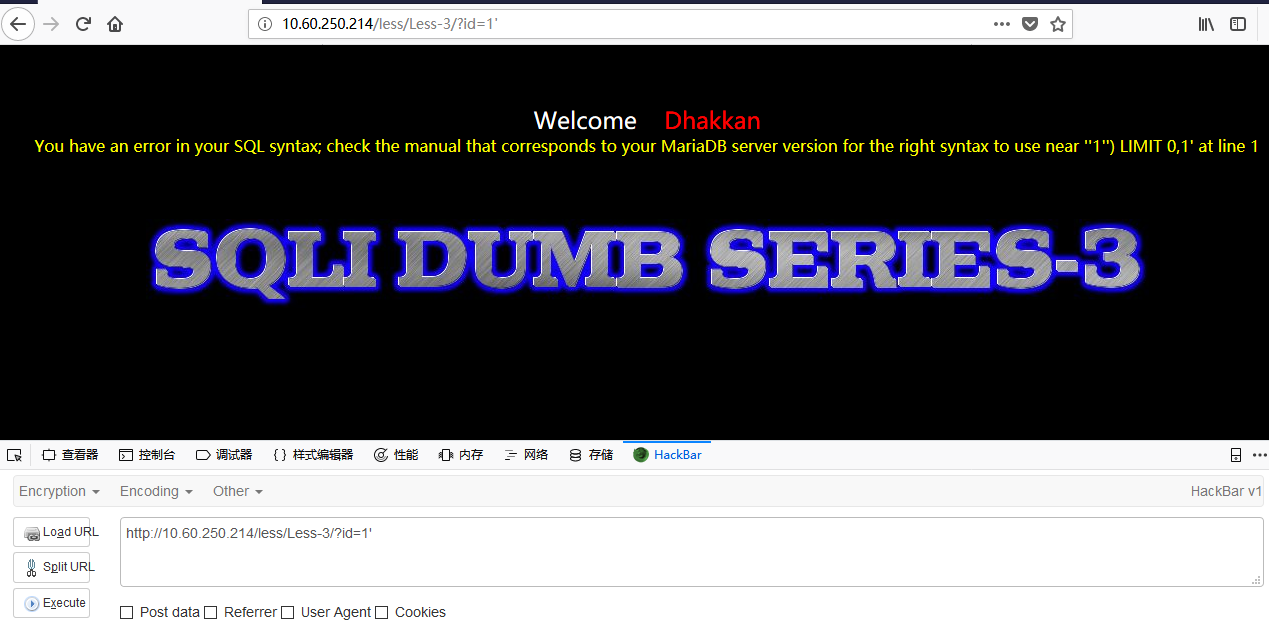 10.60.250.214/less/Less-3/?id=1'
Welcome Dhakkan
You have an error in your SQL syntax; check the manual that corresponds to your MariaDB server version for the right syntax to use near ''1'') LIMIT 0,1' at line 1
SQLI DUMB SERIES-3
查看器 控制台 调试器 {} 样式编辑器 性能 内存 网络 存储 HackBar
Encryption Encoding Other HackBar v1
Load URL http://10.60.250.214/less/Less-3/?id=1'
Split URL
Execute
Post data Referrer User Agent Cookies